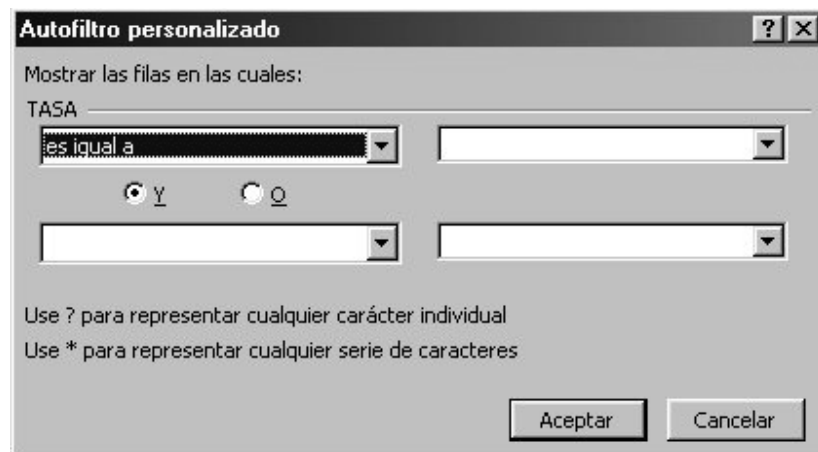 Autofiltro personalizado
Mostrar las filas en las cuales:
TASA
es igual a
Y O
Use ? para representar cualquier carácter individual
Use * para representar cualquier serie de caracteres
Aceptar Cancelar